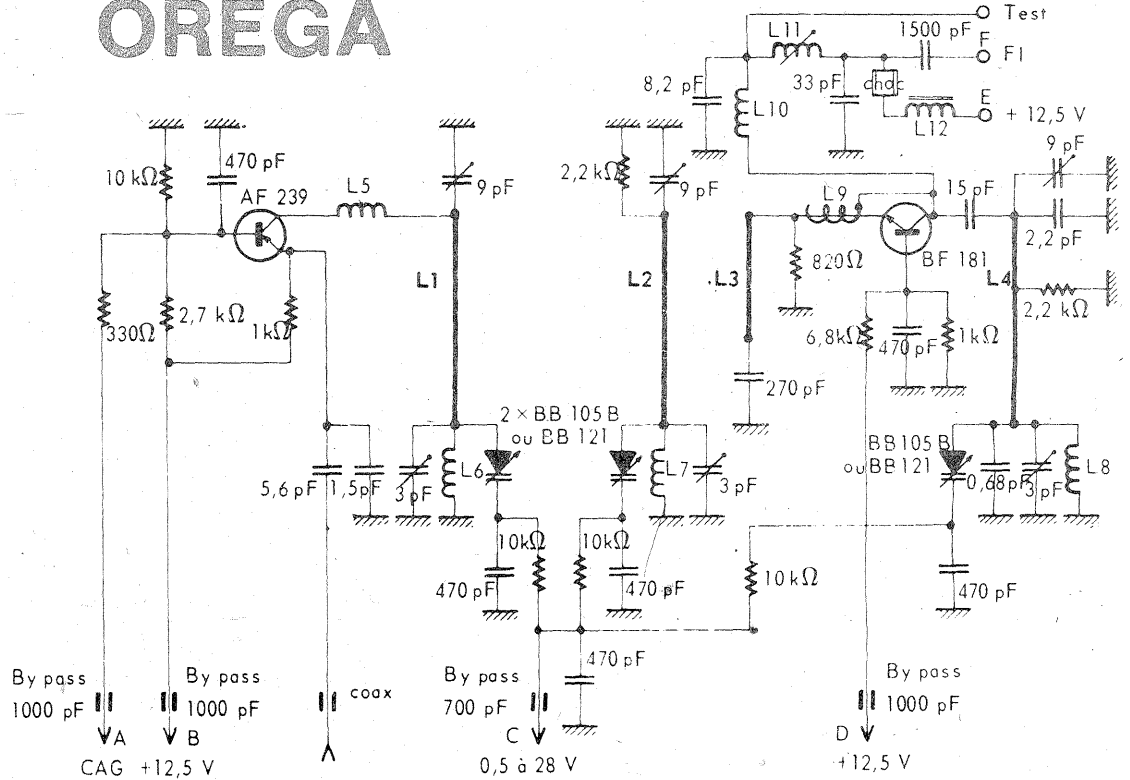 OREGA
Test
L11
1500 pF
F
FI
8,2 pF
33 pF
choc
E
L10
L12
+ 12,5 V
470 pF
9 pF
10 kΩ
2,2 kΩ
AF 239
L5
9 pF
9 pF
L9
15 pF
2,2 pF
820Ω
BF 181
L1
L2
L3
L4
2,2 kΩ
330Ω
2,7 kΩ
1kΩ
6,8kΩ
470 pF
1kΩ
270 pF
2 × BB 105 B
ou BB 121
BB 105 B
ou BB 121
L6
L7
L8
5,6 pF
1,5pF
3 pF
3 pF
0,68 pF
3 pF
10kΩ
10kΩ
10 kΩ
470 pF
470 pF
470 pF
470 pF
By pass
1000 pF
By pass
1000 pF
coax
By pass
700 pF
By pass
1000 pF
A
B
C
D
CAG +12,5 V
0,5 à 28 V
+12,5 V